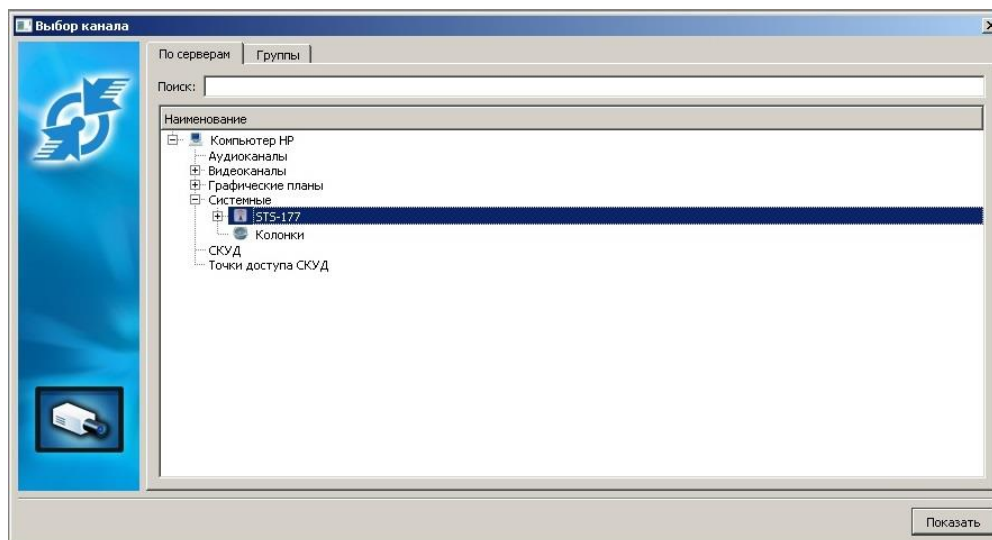 Выбор канала
По серверам Группы
Поиск:
Наименование
Компьютер HP
Аудиоканалы
Видеоканалы
Графические планы
Системные
STS-177
Колонки
СКУД
Точки доступа СКУД
Показать